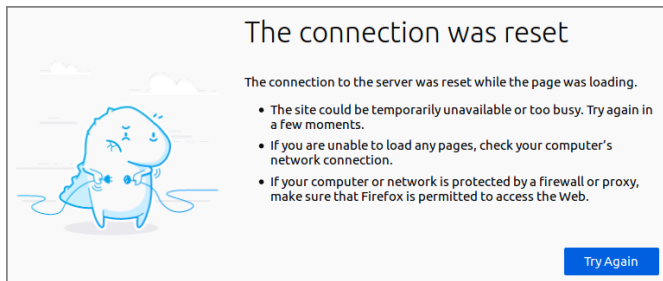 The connection was reset
The connection to the server was reset while the page was loading.
• The site could be temporarily unavailable or too busy. Try again in
a few moments.
• If you are unable to load any pages, check your computer's
network connection.
• If your computer or network is protected by a firewall or proxy,
make sure that Firefox is permitted to access the Web.
Try Again